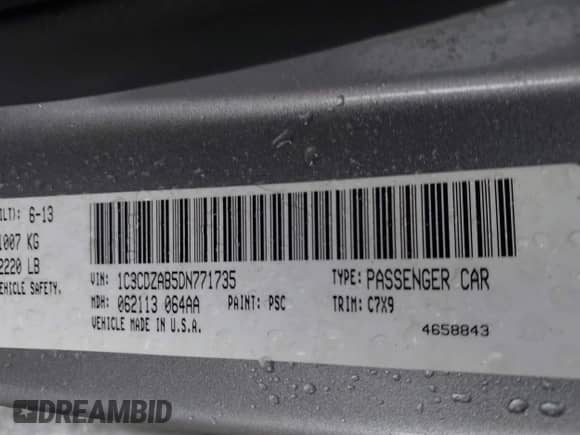 ILT): 6-13
1007 KG
2220 LB
EHICLE SAFETY.
VIN: 1C3CDZAB5DN771735 TYPE: PASSENGER CAR
MDH: 062113 064AA PAINT: PSC TRIM: C7X9
VEHICLE MADE IN U.S.A.
4658843
DREAMBID